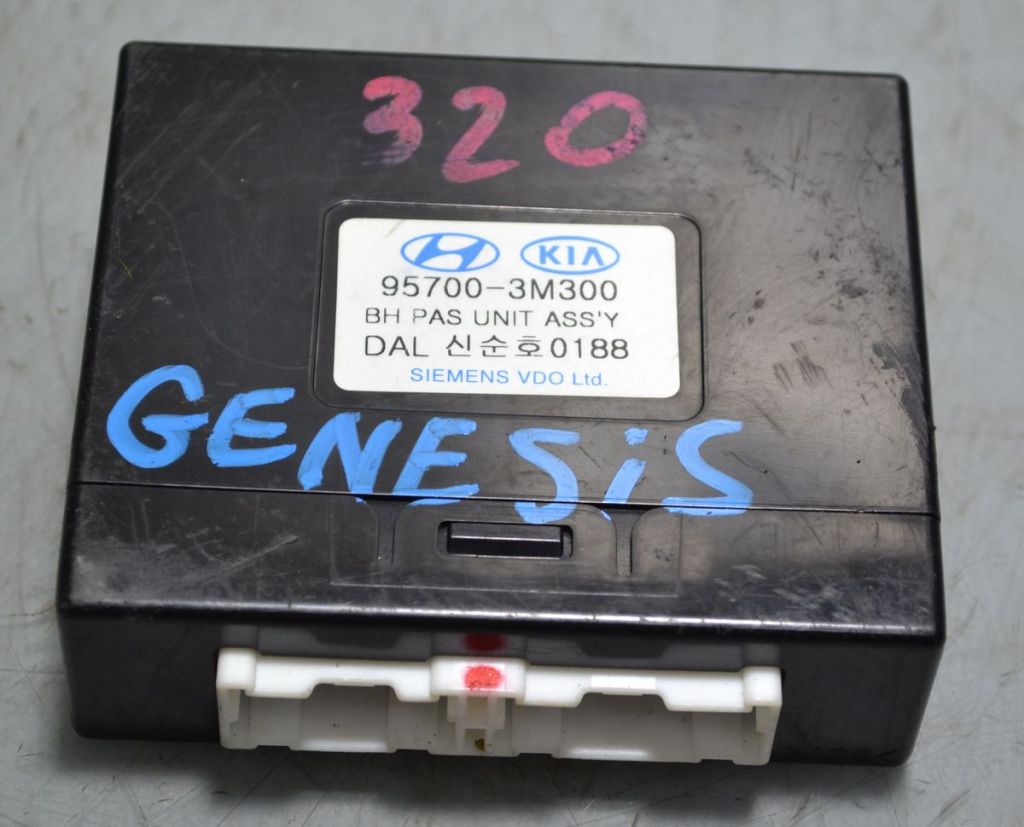 320
KIA
95700-3M300
BH PAS UNIT ASS'Y
DAL 신순호0188
SIEMENS VDO Ltd.
GENESiS